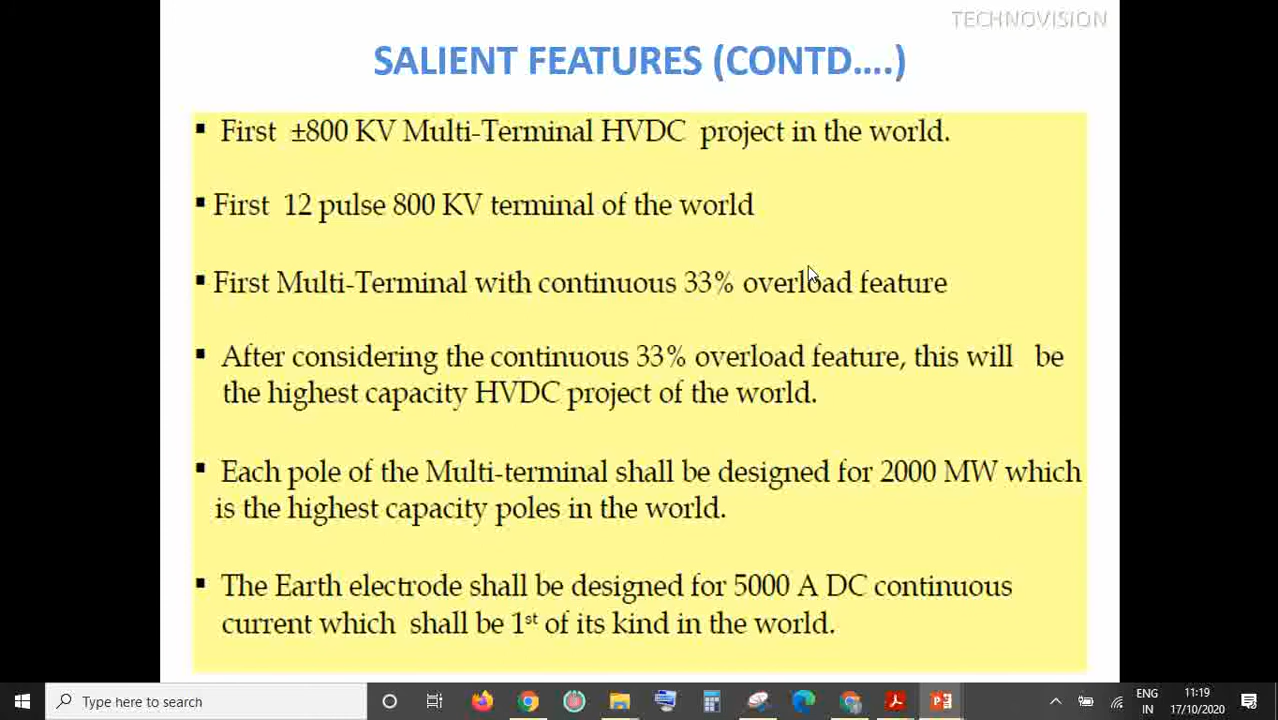 TECHNOVISION
SALIENT FEATURES (CONTD....)
▪ First ±800 KV Multi-Terminal HVDC project in the world.
▪ First 12 pulse 800 KV terminal of the world
▪ First Multi-Terminal with continuous 33% overload feature
▪ After considering the continuous 33% overload feature, this will be
the highest capacity HVDC project of the world.
▪ Each pole of the Multi-terminal shall be designed for 2000 MW which
is the highest capacity poles in the world.
▪ The Earth electrode shall be designed for 5000 A DC continuous
current which shall be 1st of its kind in the world.
Type here to search
ENG
IN
11:19
17/10/2020